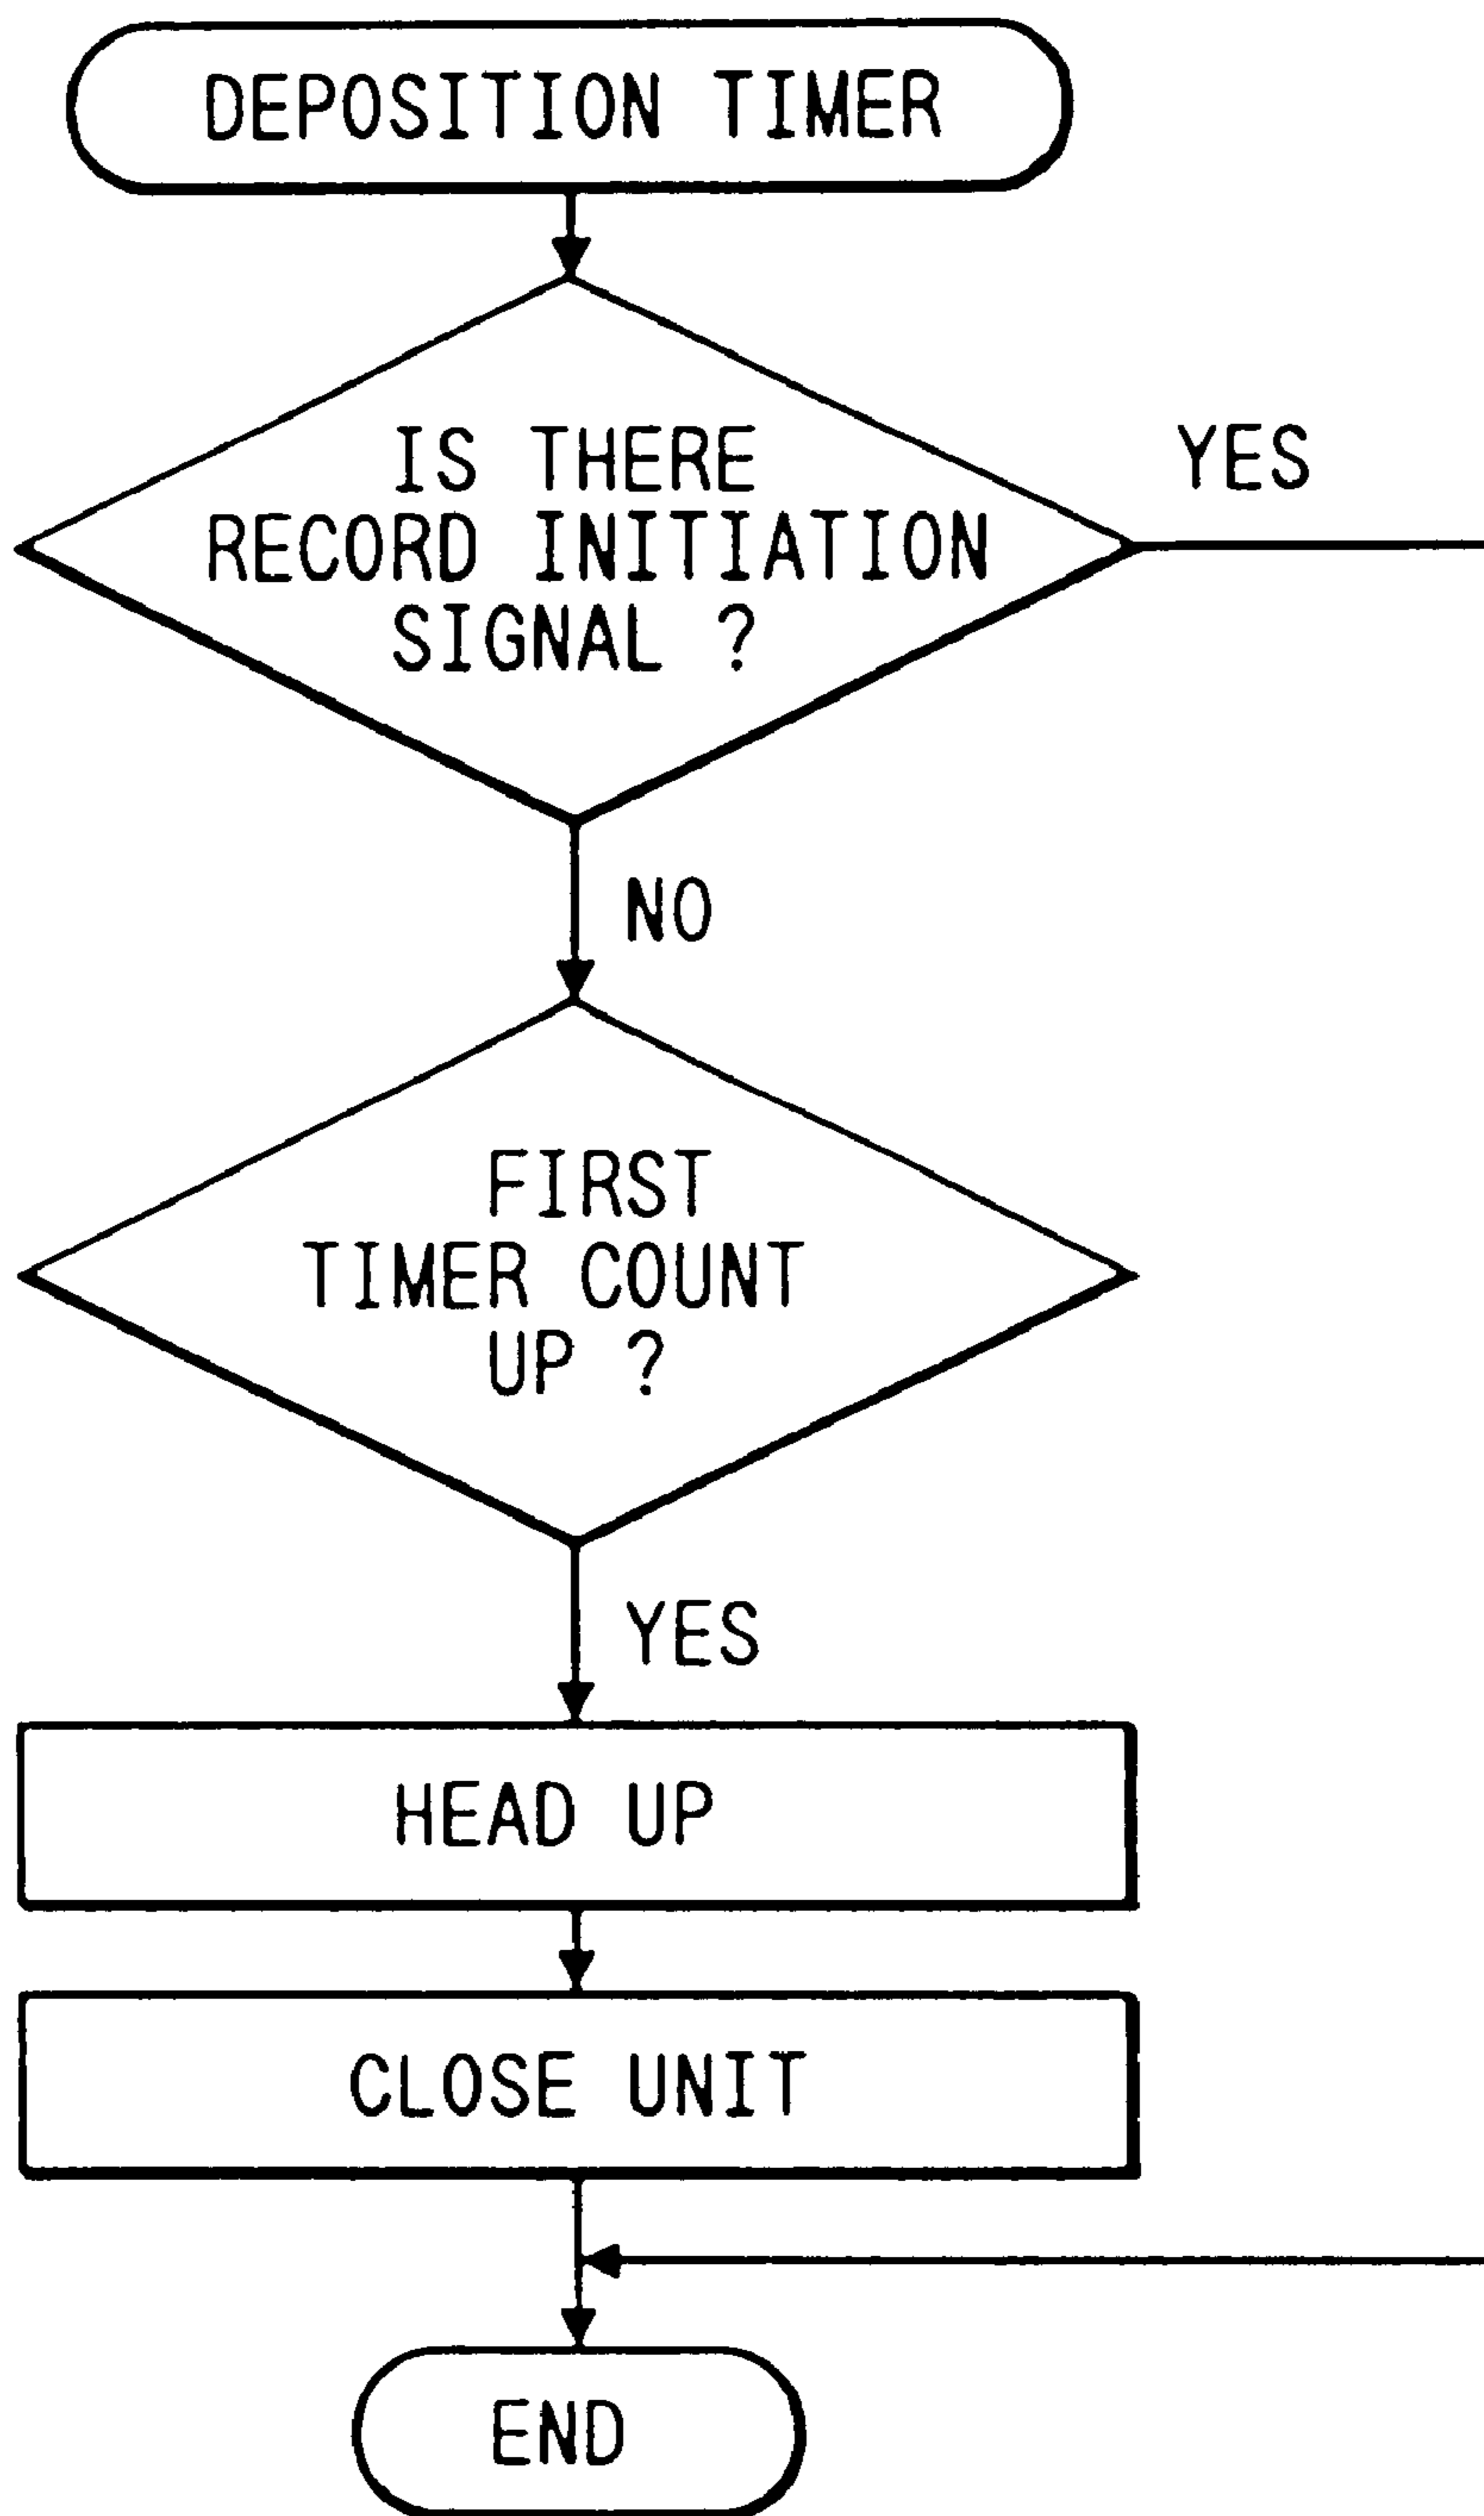 DEPOSITION TIMER
IS THERE
RECORD INITIATION
SIGNAL ?
YES
NO
FIRST
TIMER COUNT
UP ?
YES
HEAD UP
CLOSE UNIT
END